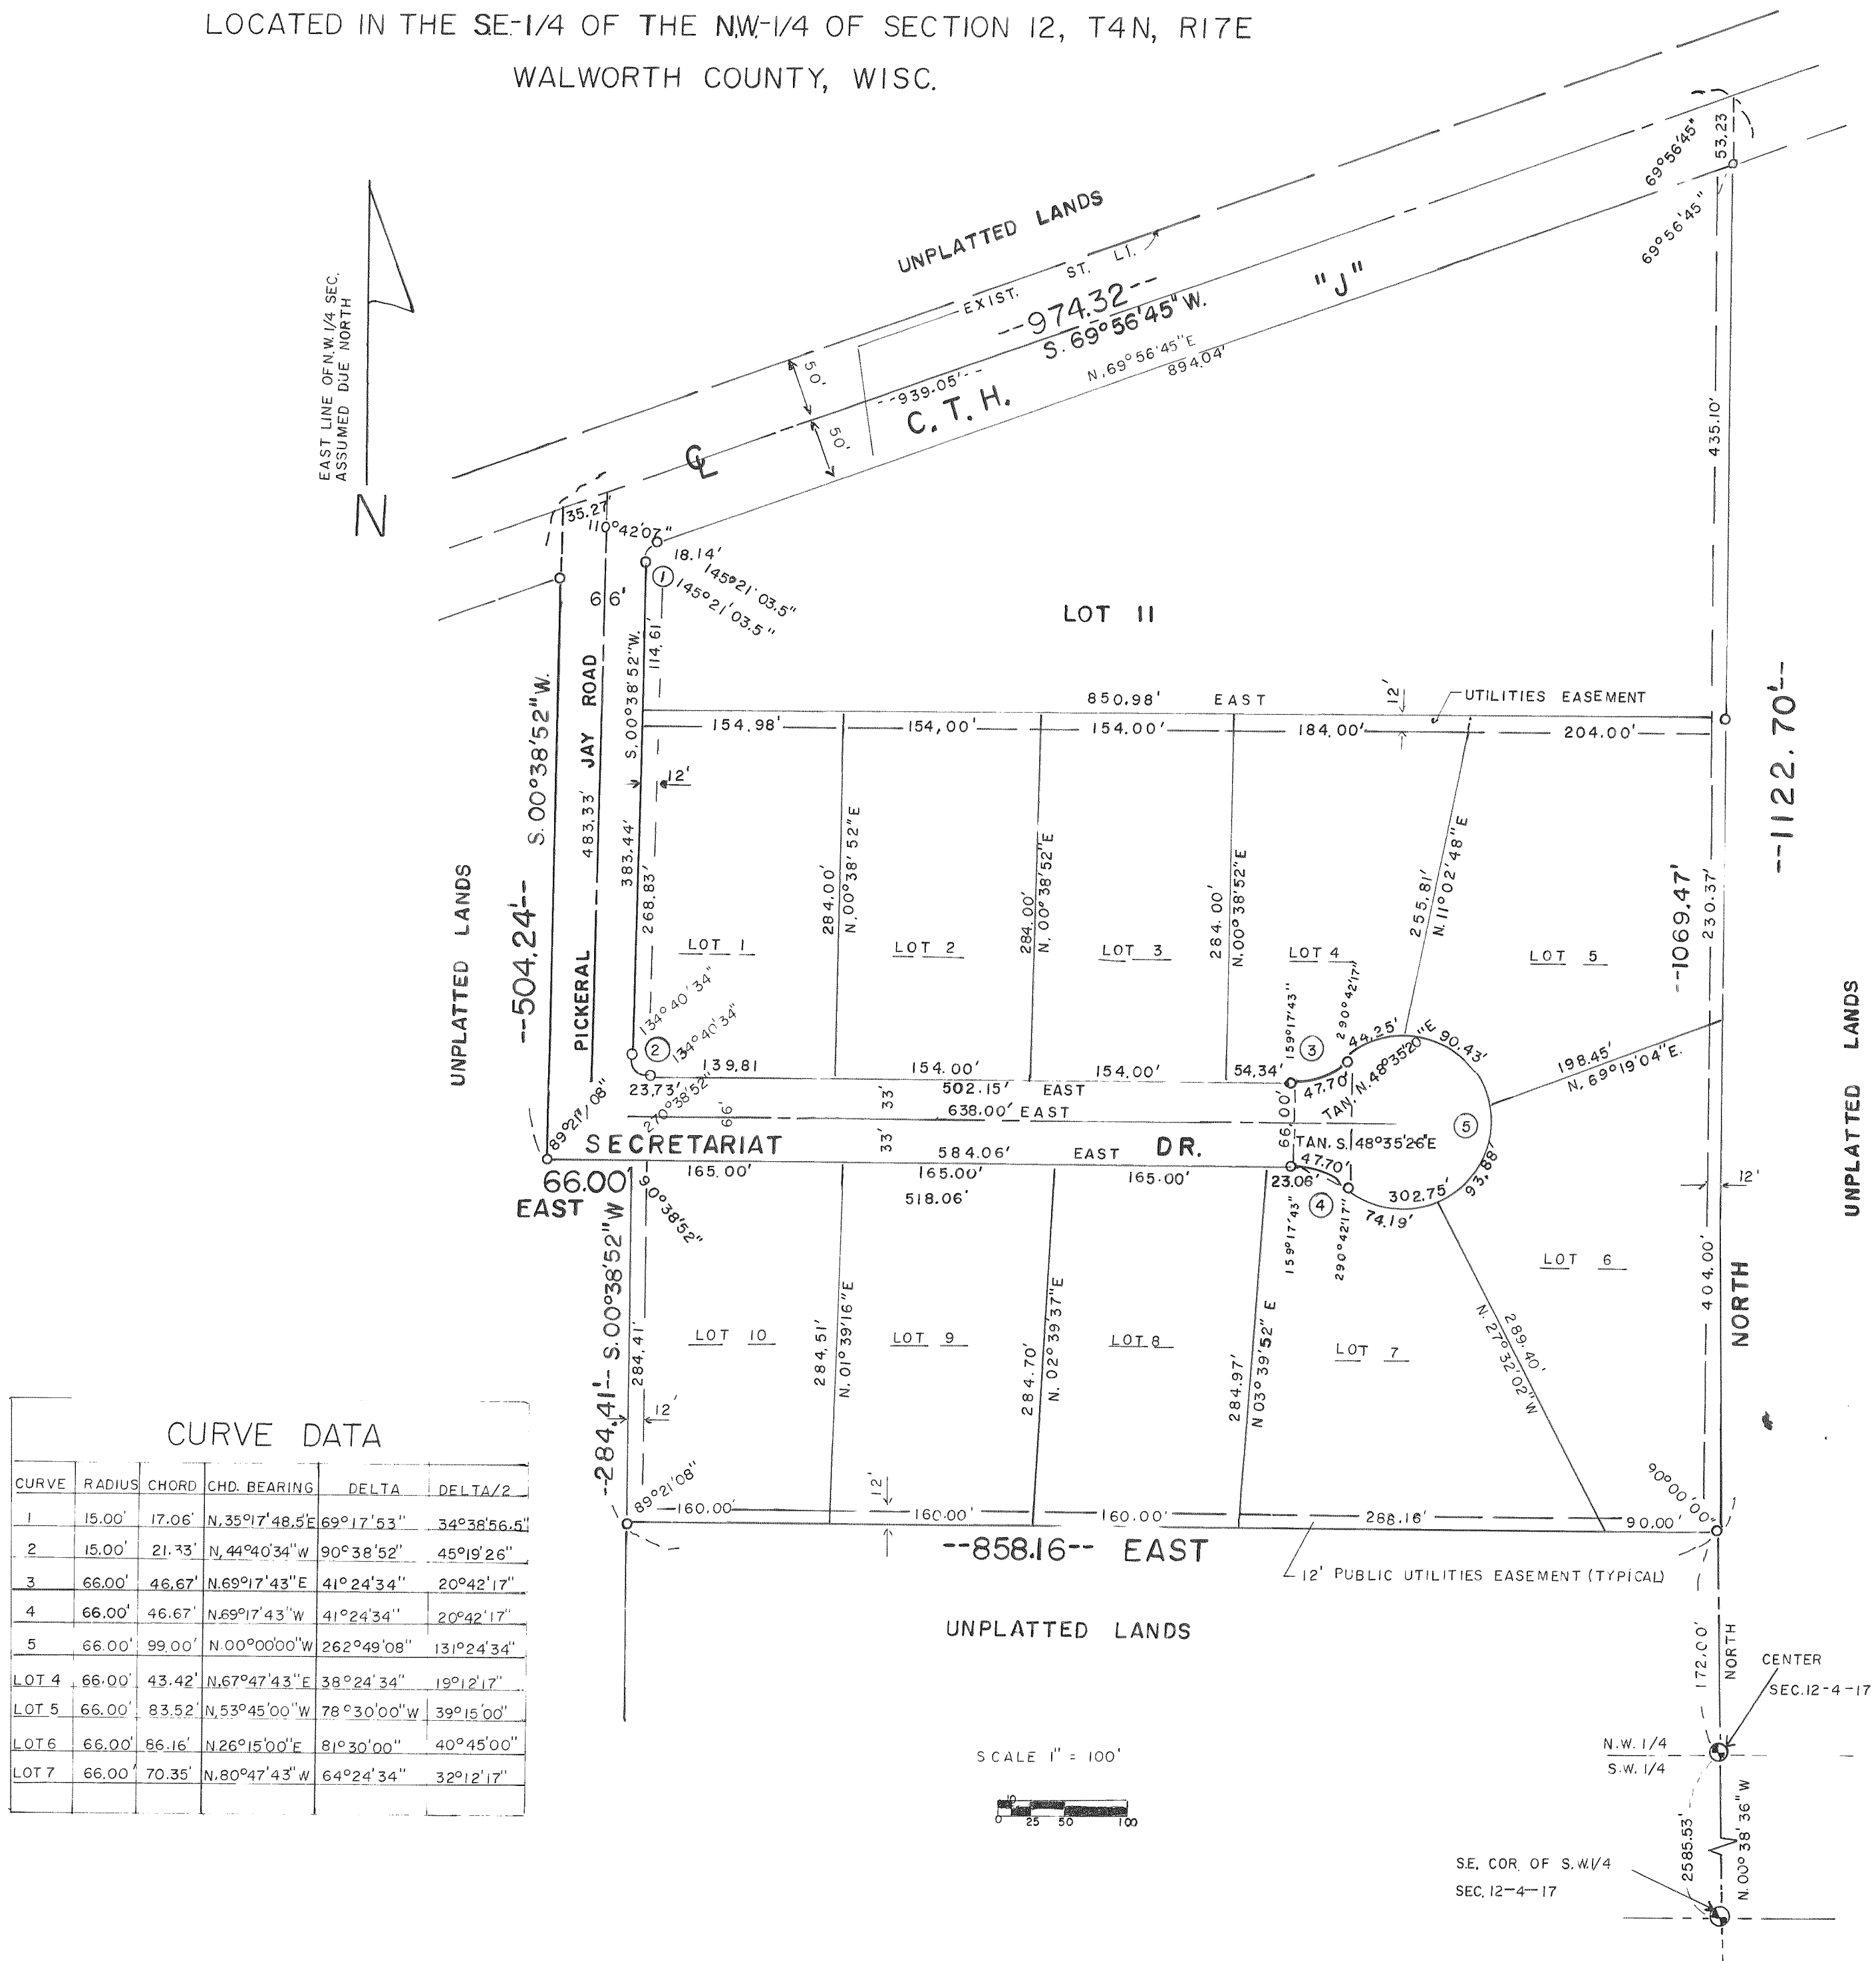 LOCATED IN THE S.E.-1/4 OF THE N.W.-1/4 OF SECTION 12, T4N, R17E
WALWORTH COUNTY, WISC.
EAST LINE OF N.W. 1/4 SEC.
ASSUMED DUE NORTH
N
UNPLATTED LANDS
EXIST. ST. LI.
--974.32--
S. 69°56'45" W.
"J"
N.69°56'45"E
894.04'
--939.05'--
C. T. H.
50'
50'
CL
69°56'45"
53.23
69°56'45"
435.10'
35.27'
110°42'07"
18.14'
1
145°21'03.5"
145°21'03.5"
66'
LOT 11
S.00°38'52"W.
114.61'
S.00°38'52"W.
--504.24'--
PICKERAL JAY ROAD
483.33'
383.44'
268.83'
12'
UNPLATTED LANDS
850.98' EAST
12'
UTILITIES EASEMENT
154.98'
154.00'
154.00'
184.00'
204.00'
--1122.70'--
284.00'
N.00°38'52"E
284.00'
N.00°38'52"E
284.00'
N.00°38'52"E
255.81'
N.11°02'48"E
--1069.47'
230.37'
LOT 1
LOT 2
LOT 3
LOT 4
LOT 5
134°40'34"
134°40'34"
2
159°17'43"
290°42'17"
3
44.25'
90.43'
198.45'
N.69°19'04"E.
139.81
154.00'
154.00'
54.34'
47.70'
TAN. N.48°35'20"E
23.73'
270°38'52"
502.15' EAST
89°21'08"
66'
33'
638.00' EAST
66.00'
5
33'
SECRETARIAT DR.
584.06' EAST
TAN. S. 48°35'26"E
47.70'
93.88'
66.00'
EAST
165.00'
165.00'
165.00'
23.06'
302.75'
518.06'
4
74.19'
90°38'52"
159°17'43"
290°42'17"
12'
UNPLATTED LANDS
LOT 6
404.00'
NORTH
--284.41'-- S.00°38'52"W
284.41'
284.51'
N.01°39'16"E
284.70'
N.02°39'37"E
284.97'
N 03°39'52" E
289.40'
N. 27°32'02"W
LOT 10
LOT 9
LOT 8
LOT 7
12'
89°21'08"
12'
90°00'00"
160.00'
160.00'
160.00'
288.16'
90.00'
--858.16-- EAST
12' PUBLIC UTILITIES EASEMENT (TYPICAL)
UNPLATTED LANDS
CURVE DATA
CURVE RADIUS CHORD CHD. BEARING DELTA DELTA/2
1 15.00' 17.06' N.35°17'48.5"E 69°17'53" 34°38'56.5"
2 15.00' 21.33' N.44°40'34"W 90°38'52" 45°19'26"
3 66.00' 46.67' N.69°17'43"E 41°24'34" 20°42'17"
4 66.00' 46.67' N.69°17'43"W 41°24'34" 20°42'17"
5 66.00' 99.00' N.00°00'00"W 262°49'08" 131°24'34"
LOT 4 66.00' 43.42' N.67°47'43"E 38°24'34" 19°12'17"
LOT 5 66.00' 83.52' N.53°45'00"W 78°30'00"W 39°15'00"
LOT 6 66.00' 86.16' N.26°15'00"E 81°30'00" 40°45'00"
LOT 7 66.00' 70.35' N.80°47'43"W 64°24'34" 32°12'17"
172.00'
NORTH
CENTER
SEC.12-4-17
N.W. 1/4
S.W. 1/4
SCALE 1" = 100'
0 25 50 100
2585.53'
N.00°38'36"W
S.E. COR. OF S.W.1/4
SEC. 12-4-17